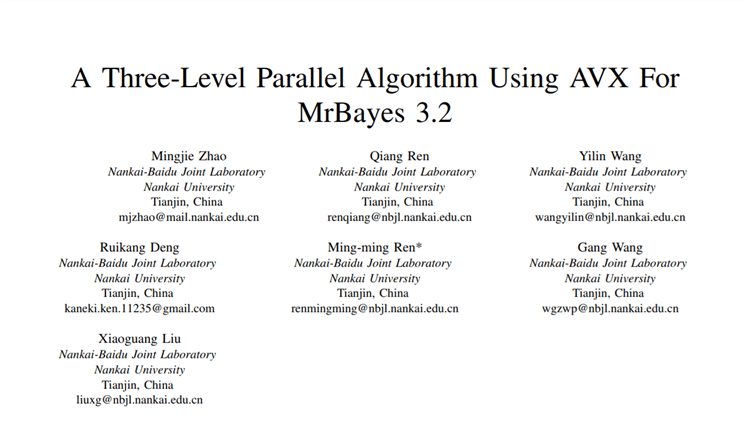 A Three-Level Parallel Algorithm Using AVX For
MrBayes 3.2
Mingjie Zhao
Nankai-Baidu Joint Laboratory
Nankai University
Tianjin, China
mjzhao@mail.nankai.edu.cn
Qiang Ren
Nankai-Baidu Joint Laboratory
Nankai University
Tianjin, China
renqiang@nbjl.nankai.edu.cn
Yilin Wang
Nankai-Baidu Joint Laboratory
Nankai University
Tianjin, China
wangyilin@nbjl.nankai.edu.cn
Ruikang Deng
Nankai-Baidu Joint Laboratory
Nankai University
Tianjin, China
kaneki.ken.11235@gmail.com
Ming-ming Ren*
Nankai-Baidu Joint Laboratory
Nankai University
Tianjin, China
renmingming@nbjl.nankai.edu.cn
Gang Wang
Nankai-Baidu Joint Laboratory
Nankai University
Tianjin, China
wgzwp@nbjl.nankai.edu.cn
Xiaoguang Liu
Nankai-Baidu Joint Laboratory
Nankai University
Tianjin, China
liuxg@nbjl.nankai.edu.cn